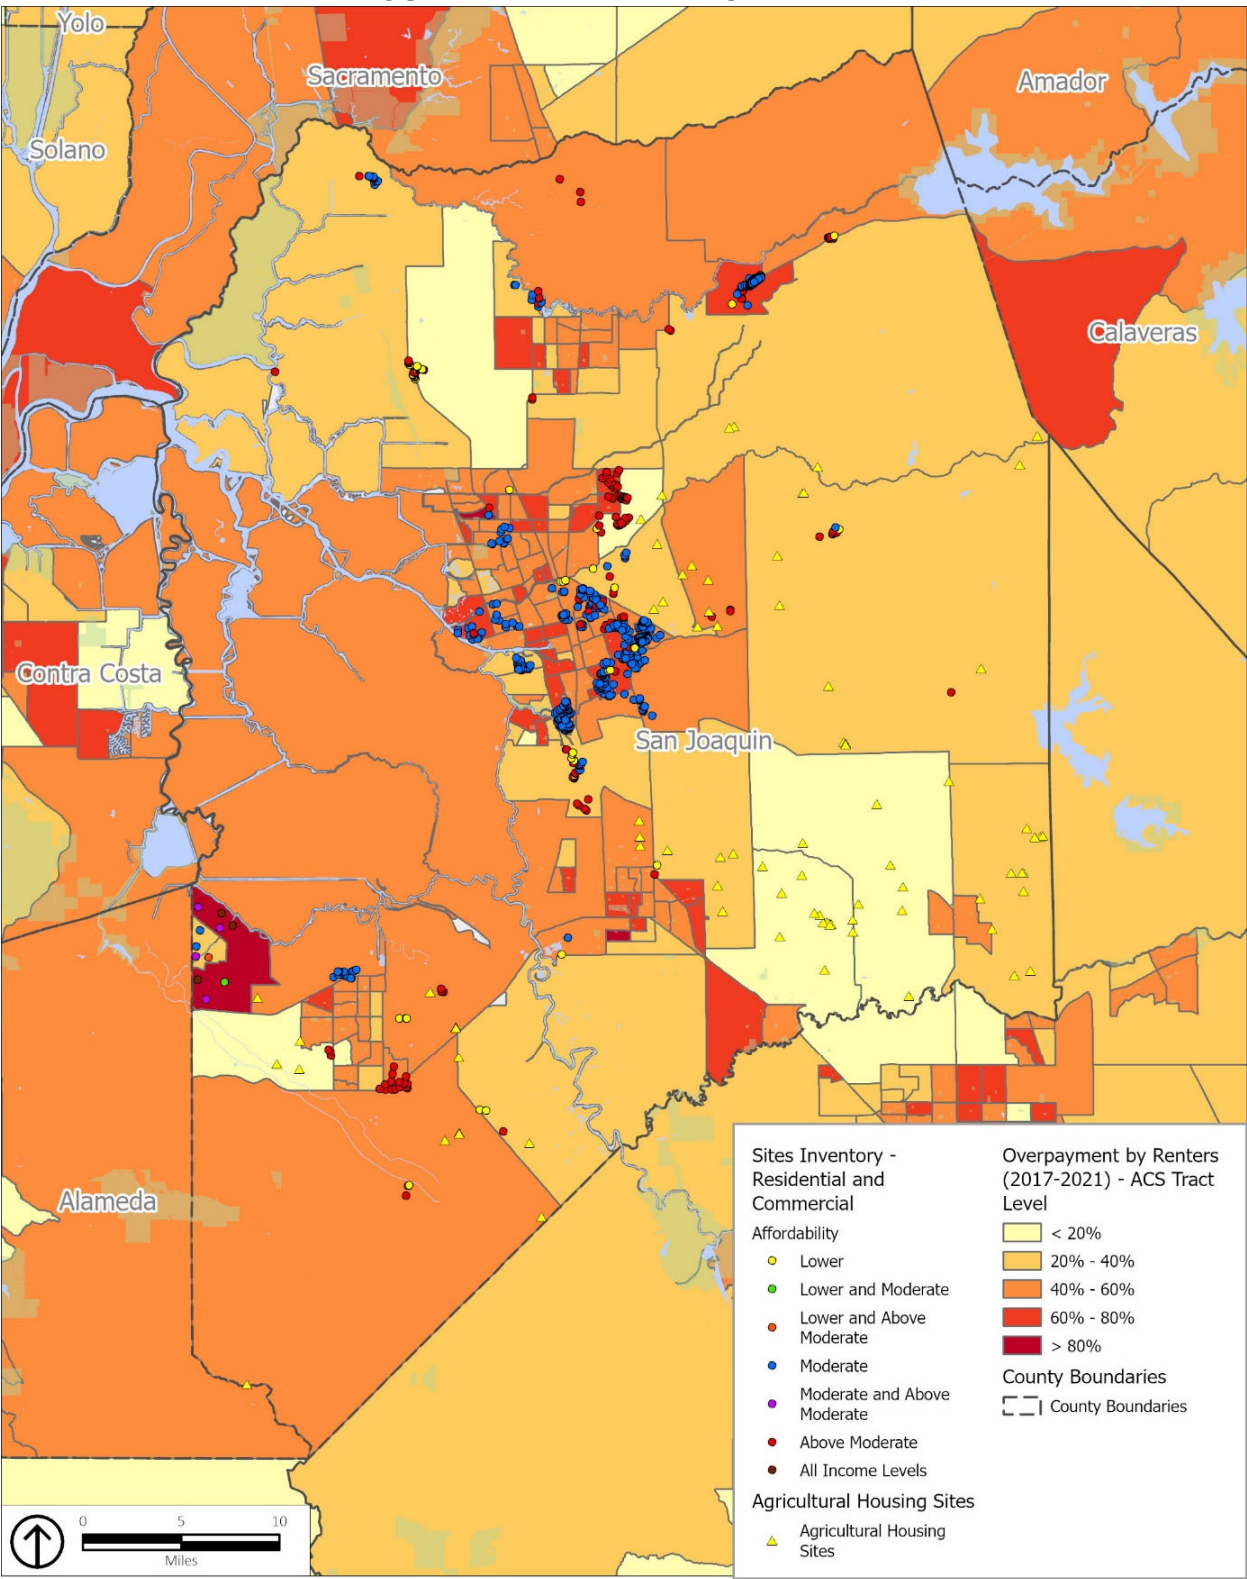 Yolo
Sacramento
Amador
Solano
Calaveras
Contra Costa
San Joaquin
Alameda
Sites Inventory -
Residential and
Commercial
Affordability
Lower
Lower and Moderate
Lower and Above
Moderate
Moderate
Moderate and Above
Moderate
Above Moderate
All Income Levels
Agricultural Housing Sites
Agricultural Housing
Sites
Overpayment by Renters
(2017-2021) - ACS Tract
Level
< 20%
20% - 40%
40% - 60%
60% - 80%
> 80%
County Boundaries
County Boundaries
0 5 10
Miles